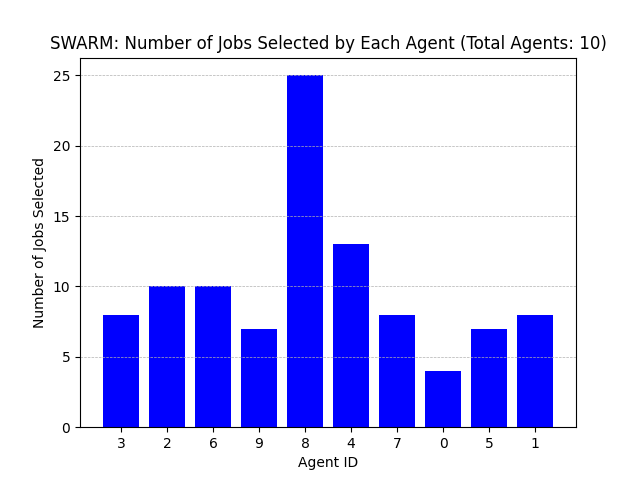 SWARM: Number of Jobs Selected by Each Agent (Total Agents: 10)
Number of Jobs Selected
25
20
15
10
5
0
3 2 6 9 8 4 7 0 5 1
Agent ID